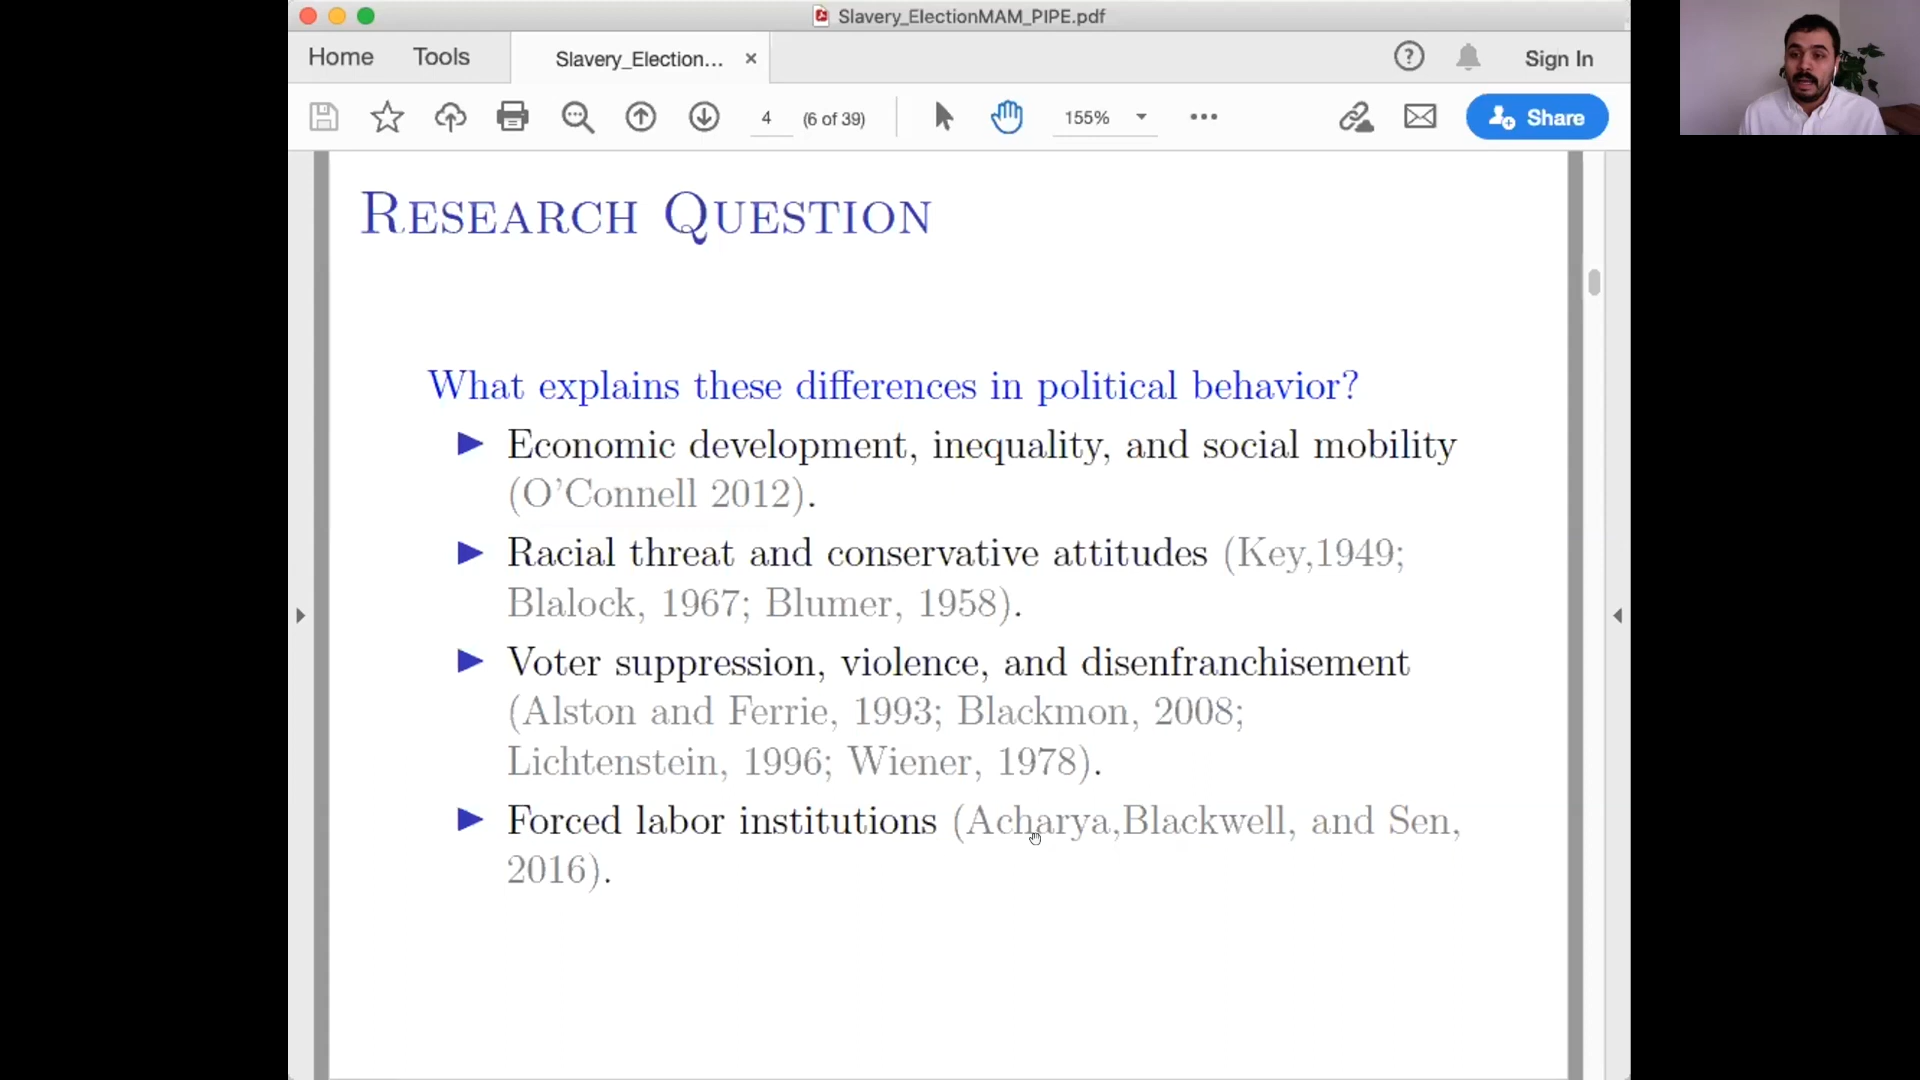 Slavery_ElectionMAM_PIPE.pdf
Home Tools Slavery_Election... × ? Sign In
4 (6 of 39) 155% Share
Research Question
What explains these differences in political behavior?
Economic development, inequality, and social mobility
(O'Connell 2012).
Racial threat and conservative attitudes (Key,1949;
Blalock, 1967; Blumer, 1958).
Voter suppression, violence, and disenfranchisement
(Alston and Ferrie, 1993; Blackmon, 2008;
Lichtenstein, 1996; Wiener, 1978).
Forced labor institutions (Acharya,Blackwell, and Sen,
2016).